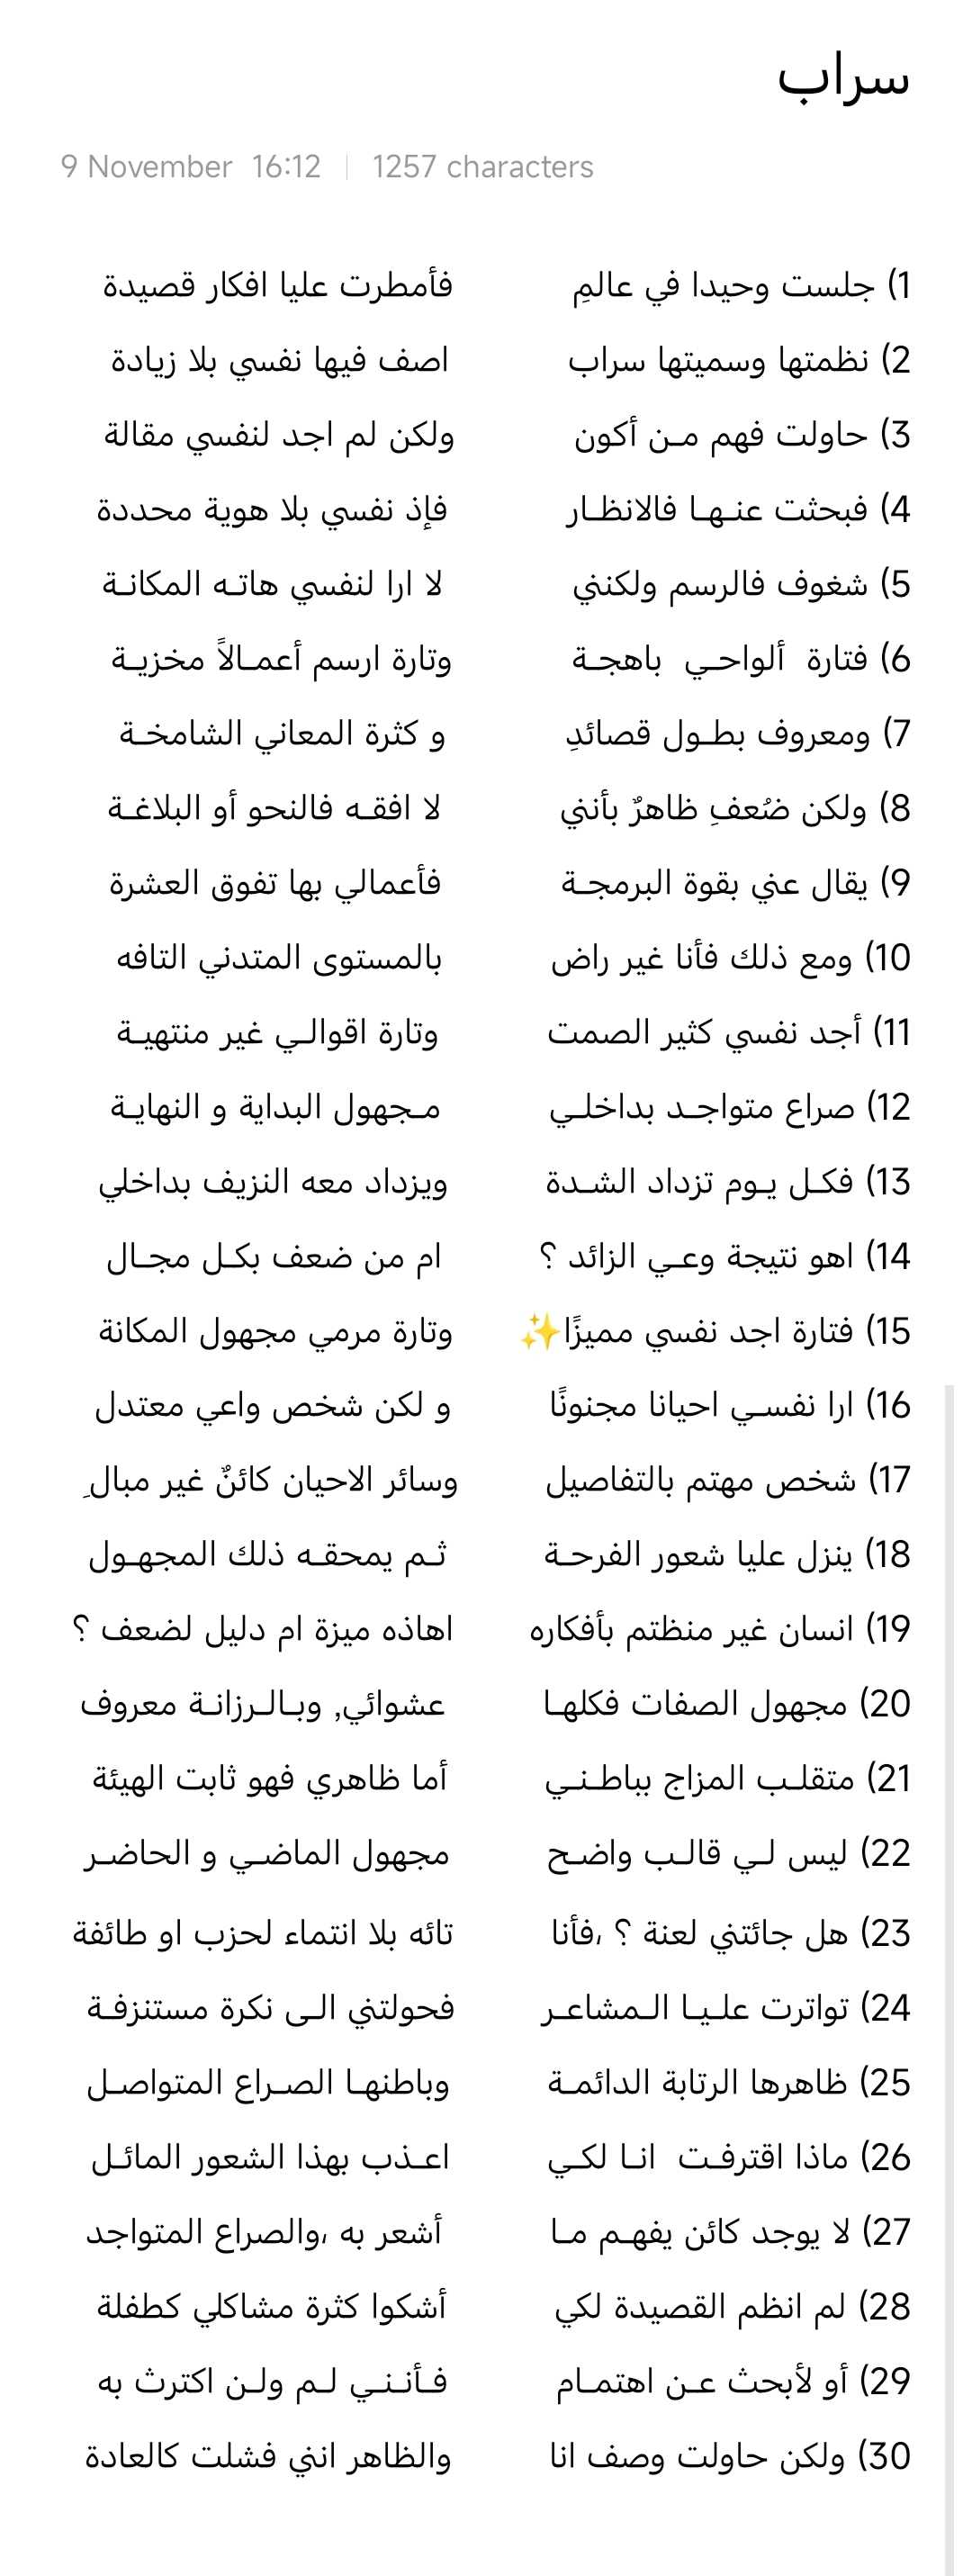 سراب
9 November 16:12 | 1257 characters
1) جلست وحيدا في عالمِ فأمطرت عليا افكار قصيدة
2) نظمتها وسميتها سراب اصف فيها نفسي بلا زيادة
3) حاولت فهم مـن أكون ولكن لم اجد لنفسي مقالة
4) فبحثت عنـهـا فالانظـار فإذ نفسي بلا هوية محددة
5) شغوف فالرسم ولكنني لا ارا لنفسي هاتـه المكانـة
6) فتارة ألواحـي باهجـة وتارة ارسم أعمـالاً مخزيـة
7) ومعروف بطـول قصائدِ و كثرة المعاني الشامخـة
8) ولكن ضُعفِ ظاهرٌ بأنني لا افقـه فالنحو أو البلاغـة
9) يقال عني بقوة البرمجـة فأعمالي بها تفوق العشرة
10) ومع ذلك فأنا غير راض بالمستوى المتدني التافه
11) أجد نفسي كثير الصمت وتارة اقوالـي غير منتهيـة
12) صراع متواجـد بداخلـي مـجهول البداية و النهايـة
13) فكـل يـوم تزداد الشـدة ويزداد معه النزيف بداخلي
14) اهو نتيجة وعـي الزائد ؟ ام من ضعف بكـل مجـال
15) فتارة اجد نفسي مميزًا✨ وتارة مرمي مجهول المكانة
16) ارا نفسـي احيانا مجنونًا و لكن شخص واعي معتدل
17) شخص مهتم بالتفاصيل وسائر الاحيان كائنٌ غير مبالـِ
18) ينزل عليا شعور الفرحـة ثـم يمحقـه ذلك المجهـول
19) انسان غير منظتم بأفكاره اهاذه ميزة ام دليل لضعف ؟
20) مجهول الصفات فكلهـا عشوائي, وبـالـرزانـة معروف
21) متقلـب المزاج بباطـنـي أما ظاهري فهو ثابت الهيئة
22) ليس لـي قالـب واضـح مجهول الماضـي و الحاضـر
23) هل جائتني لعنة ؟ ،فأنا تائه بلا انتماء لحزب او طائفة
24) تواترت علـيـا الـمشاعـر فحولتني الـى نكرة مستنزفـة
25) ظاهرها الرتابة الدائمـة وباطنهـا الصـراع المتواصـل
26) ماذا اقترفـت انـا لكـي اعـذب بهذا الشعور المائـل
27) لا يوجد كائن يفهـم مـا أشعر به ،والصراع المتواجد
28) لم انظم القصيدة لكي أشكوا كثرة مشاكلي كطفلة
29) أو لأبحث عـن اهتمـام فـأنـنـي لـم ولـن اكترث به
30) ولكن حاولت وصف انا والظاهر انني فشلت كالعادة